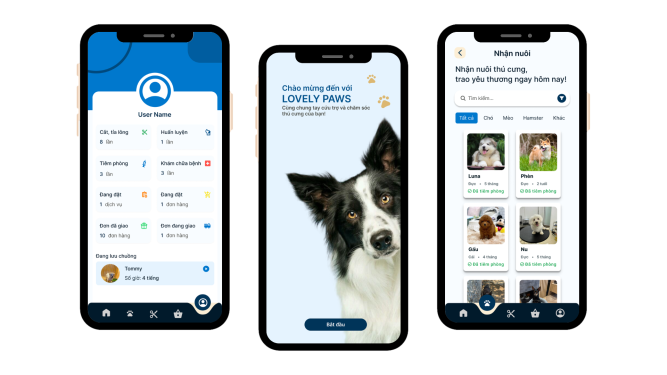 User Name
Cắt, tỉa lông
8 lần
Huấn luyện
1 lần
Tiêm phòng
3 lần
Khám chữa bệnh
3 lần
Đang đặt
1 dịch vụ
Đang đặt
1 đơn hàng
Đơn đã giao
10 đơn hàng
Đơn đang giao
1 đơn hàng
Đang lưu chuồng
Tommy
Số giờ: 4 tiếng
Chào mừng đến với
LOVELY PAWS
Cùng chung tay cứu trợ và chăm sóc
thú cưng của bạn!
Bắt đầu
Nhận nuôi
Nhận nuôi thú cưng,
trao yêu thương ngay hôm nay!
Tìm kiếm...
Tất cả Chó Mèo Hamster Khác
Luna
Đực • 5 tháng
Đã tiêm phòng
Phèn
Đực • 2 tuổi
Đã tiêm phòng
Gấu
Cái • 4 tháng
Đã tiêm phòng
Nu
Đực • 5 tháng
Đã tiêm phòng